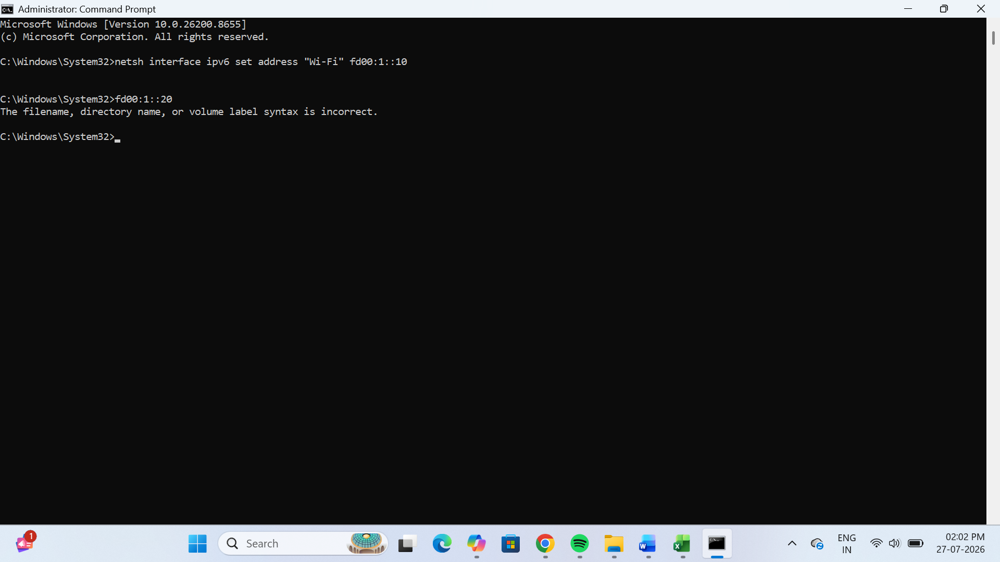 Administrator: Command Prompt
Microsoft Windows [Version 10.0.26200.8655]
(c) Microsoft Corporation. All rights reserved.
C:\Windows\System32>netsh interface ipv6 set address "Wi-Fi" fd00:1::10
C:\Windows\System32>fd00:1::20
The filename, directory name, or volume label syntax is incorrect.
C:\Windows\System32>
1
Search
ENG
IN
02:02 PM
27-07-2026